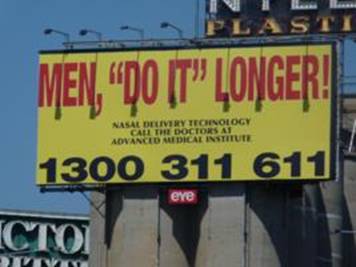 PLASTI
MEN, "DO IT" LONGER!
NASAL DELIVERY TECHNOLOGY
CALL THE DOCTORS AT
ADVANCED MEDICAL INSTITUTE
1300 311 611
eye
CTO